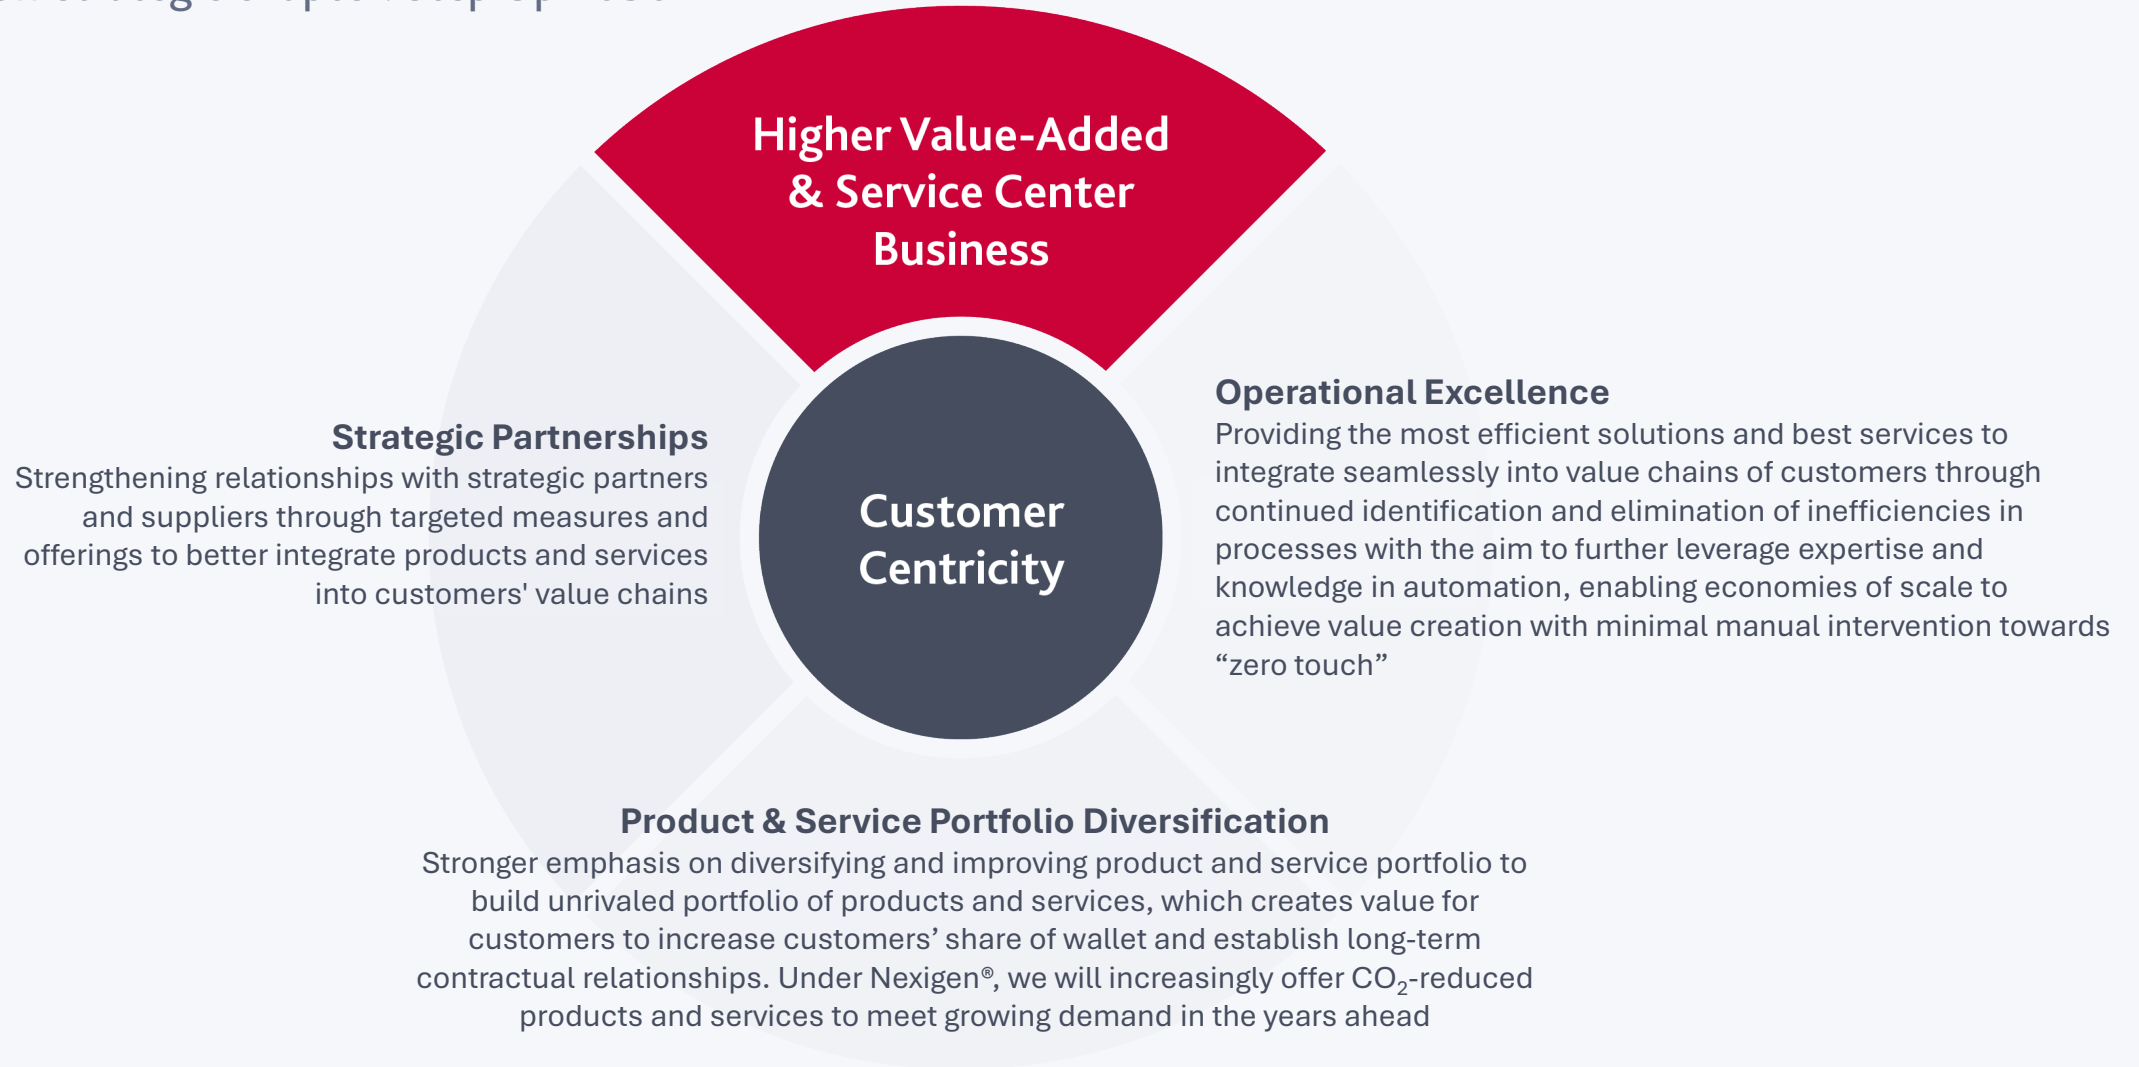 Higher Value-Added
& Service Center
Business
Customer
Centricity
Strategic Partnerships
Strengthening relationships with strategic partners
and suppliers through targeted measures and
offerings to better integrate products and services
into customers' value chains
Operational Excellence
Providing the most efficient solutions and best services to
integrate seamlessly into value chains of customers through
continued identification and elimination of inefficiencies in
processes with the aim to further leverage expertise and
knowledge in automation, enabling economies of scale to
achieve value creation with minimal manual intervention towards
“zero touch”
Product & Service Portfolio Diversification
Stronger emphasis on diversifying and improving product and service portfolio to
build unrivaled portfolio of products and services, which creates value for
customers to increase customers’ share of wallet and establish long-term
contractual relationships. Under Nexigen®, we will increasingly offer CO₂-reduced
products and services to meet growing demand in the years ahead